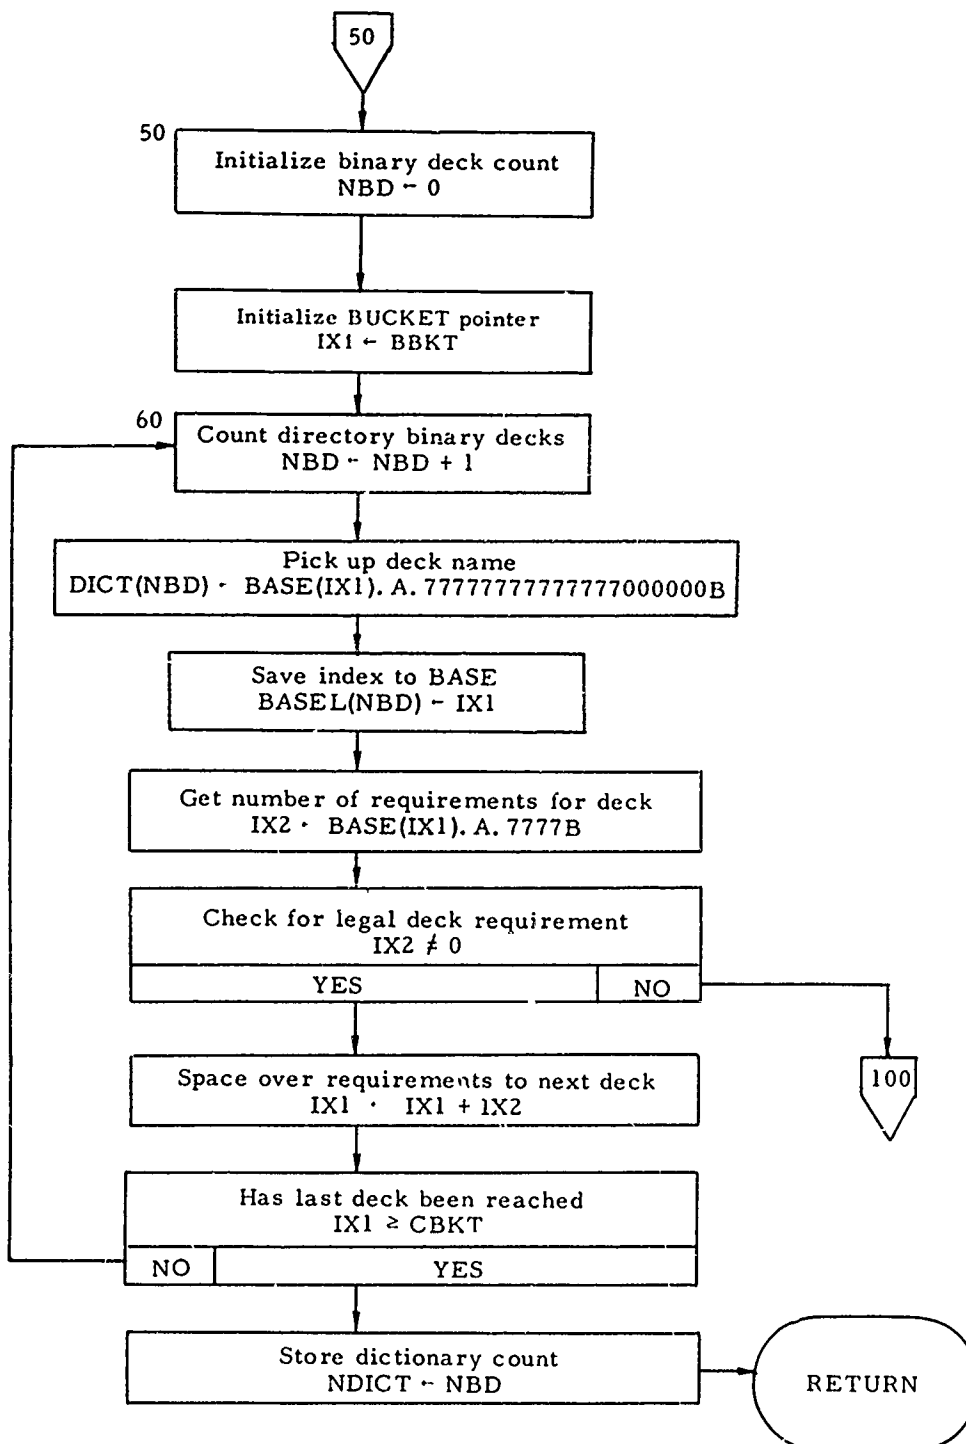 50
50
Initialize binary deck count
NBD ← 0
Initialize BUCKET pointer
IX1 ← BBKT
60
Count directory binary decks
NBD ← NBD + 1
Pick up deck name
DICT(NBD) · BASE(IX1). A. 77777777777777000000B
Save index to BASE
BASEL(NBD) ← IX1
Get number of requirements for deck
IX2 · BASE(IX1). A. 7777B
Check for legal deck requirement
IX2 ≠ 0
YES NO
100
Space over requirements to next deck
IX1 · IX1 + IX2
Has last deck been reached
IX1 ≥ CBKT
NO YES
Store dictionary count
NDICT ← NBD
RETURN